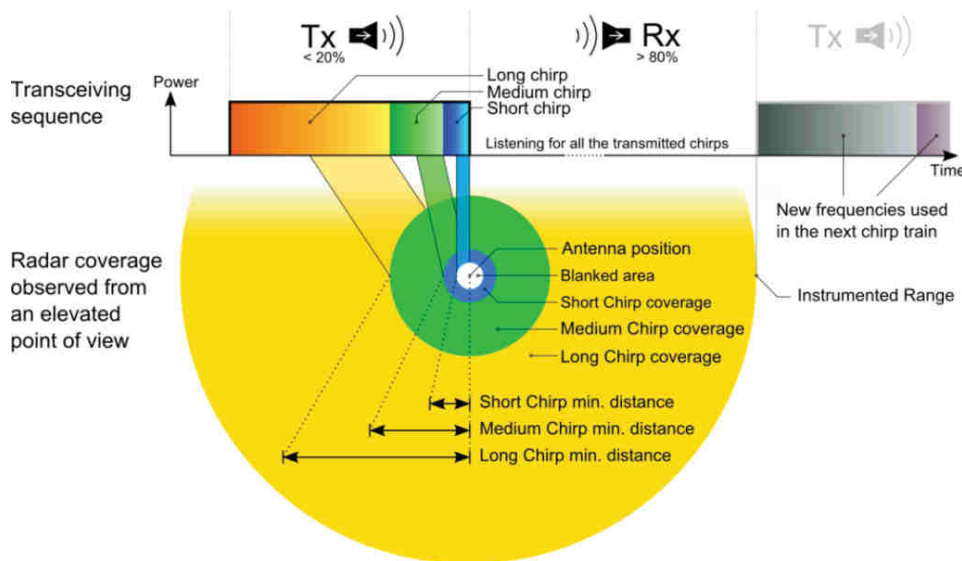 Tx
< 20%
Rx
> 80%
Tx
Transceiving
sequence
Power
Long chirp
Medium chirp
Short chirp
Listening for all the transmitted chirps
Time
New frequencies used
in the next chirp train
Radar coverage
observed from
an elevated
point of view
Antenna position
Blanked area
Short Chirp coverage
Medium Chirp coverage
Long Chirp coverage
Instrumented Range
Short Chirp min. distance
Medium Chirp min. distance
Long Chirp min. distance